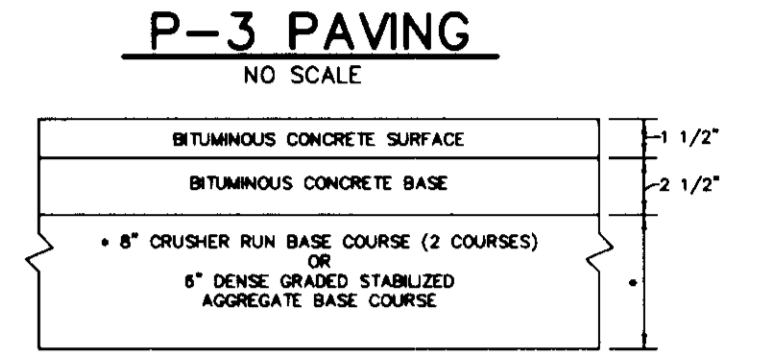 P-3 PAVING
NO SCALE
BITUMINOUS CONCRETE SURFACE
1 1/2"
BITUMINOUS CONCRETE BASE
2 1/2"
• 8" CRUSHER RUN BASE COURSE (2 COURSES)
OR
6" DENSE GRADED STABILIZED
AGGREGATE BASE COURSE
•